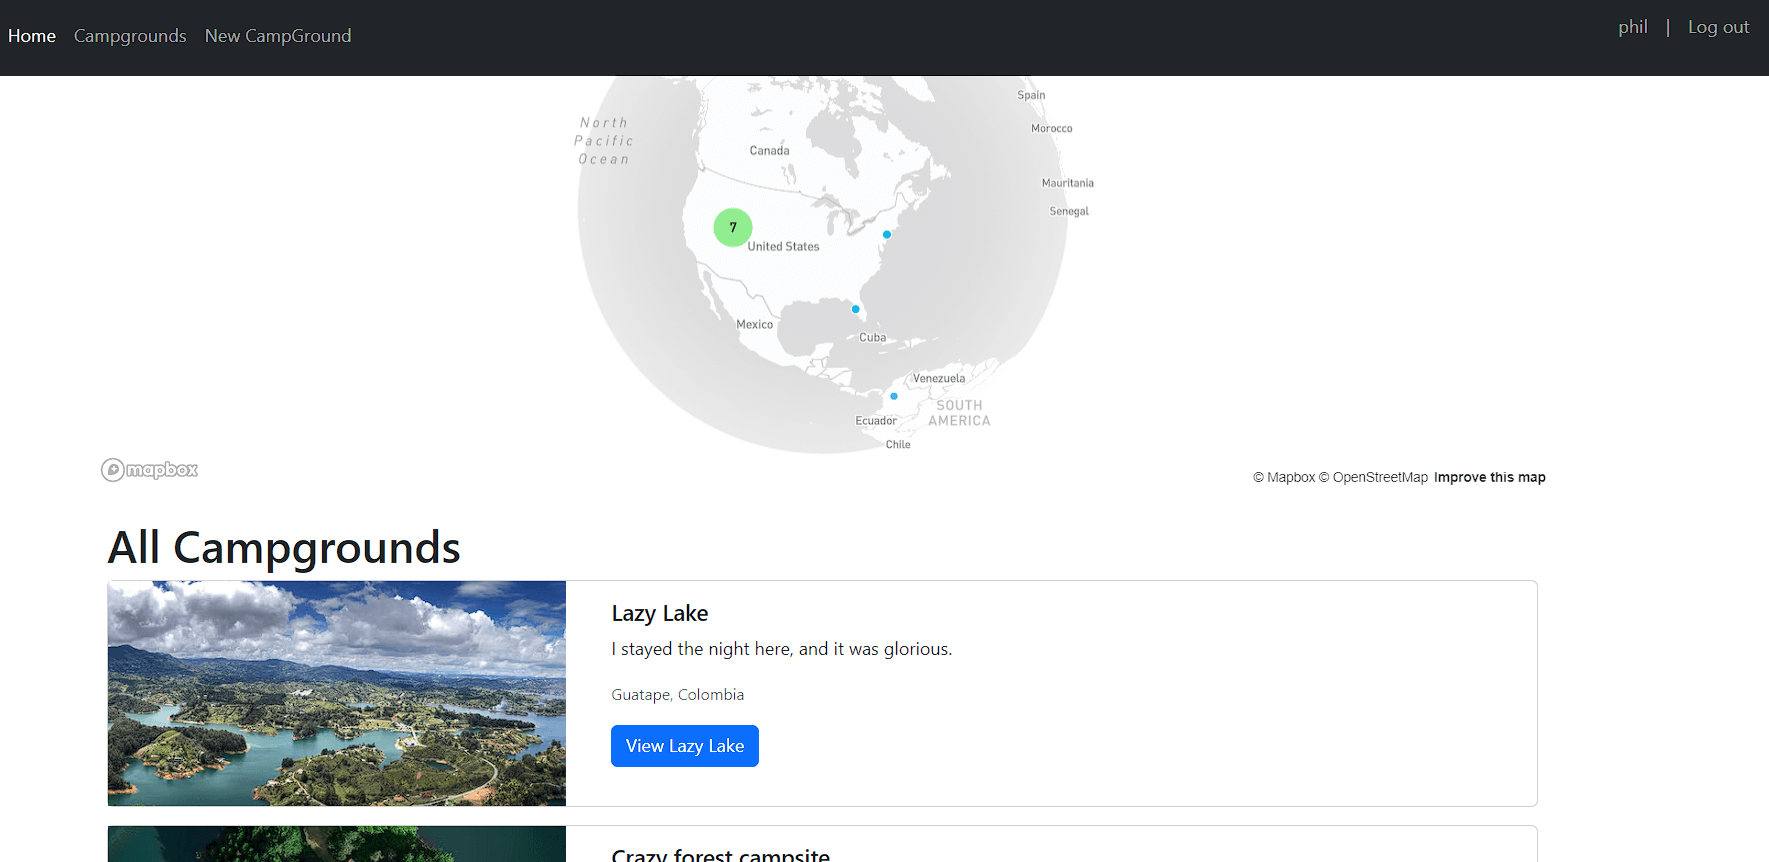 Home Campgrounds New CampGround phil | Log out
Spain
North
Pacific
Ocean
Morocco
Canada
Mauritania
Senegal
7
United States
Mexico
Cuba
Venezuela
SOUTH
AMERICA
Ecuador
Chile
mapbox
© Mapbox © OpenStreetMap Improve this map
All Campgrounds
Lazy Lake
I stayed the night here, and it was glorious.
Guatape, Colombia
View Lazy Lake
Crazy forest campsite